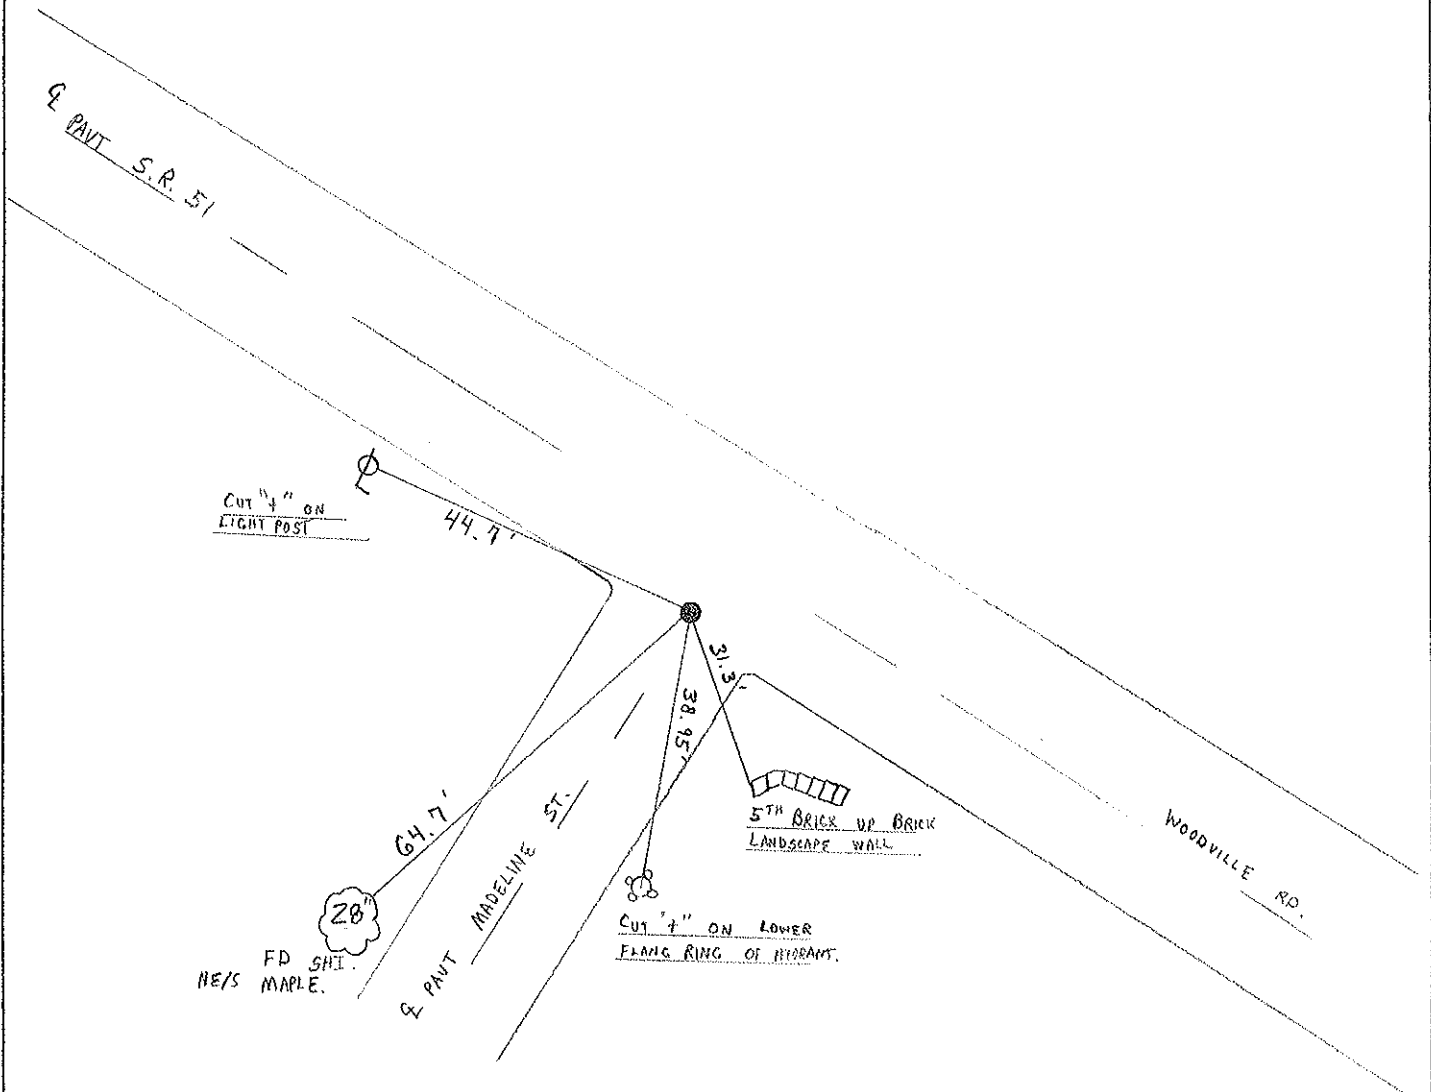 ℄ PAVT S.R. 51
CUT "+" ON
LIGHT POST
44.7'
31.3'
38.95'
64.7'
5TH BRICK UP BRICK
LANDSCAPE WALL
WOODVILLE RD.
28"
FD SHI.
NE/S MAPLE.
℄ PAVT MADELINE ST.
CUT "+" ON LOWER
FLANG RING OF HYDRANT.